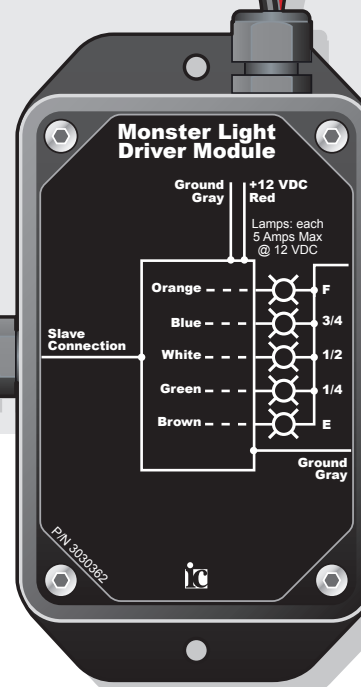 Monster Light
Driver Module
Ground
Gray
+12 VDC
Red
Lamps: each
5 Amps Max
@ 12 VDC
Orange
F
Blue
3/4
Slave
Connection
White
1/2
Green
1/4
Brown
E
Ground
Gray
P/N 3030362
ic